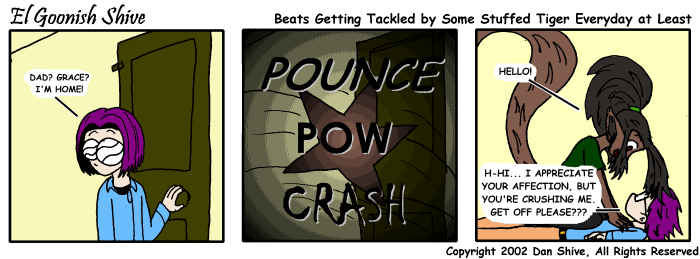 El Goonish Shive
Beats Getting Tackled by Some Stuffed Tiger Everyday at Least
DAD? GRACE?
I'M HOME!
POUNCE
POW
CRASH
HELLO!
H-HI... I APPRECIATE
YOUR AFFECTION, BUT
YOU'RE CRUSHING ME.
GET OFF PLEASE???
Copyright 2002 Dan Shive, All Rights Reserved